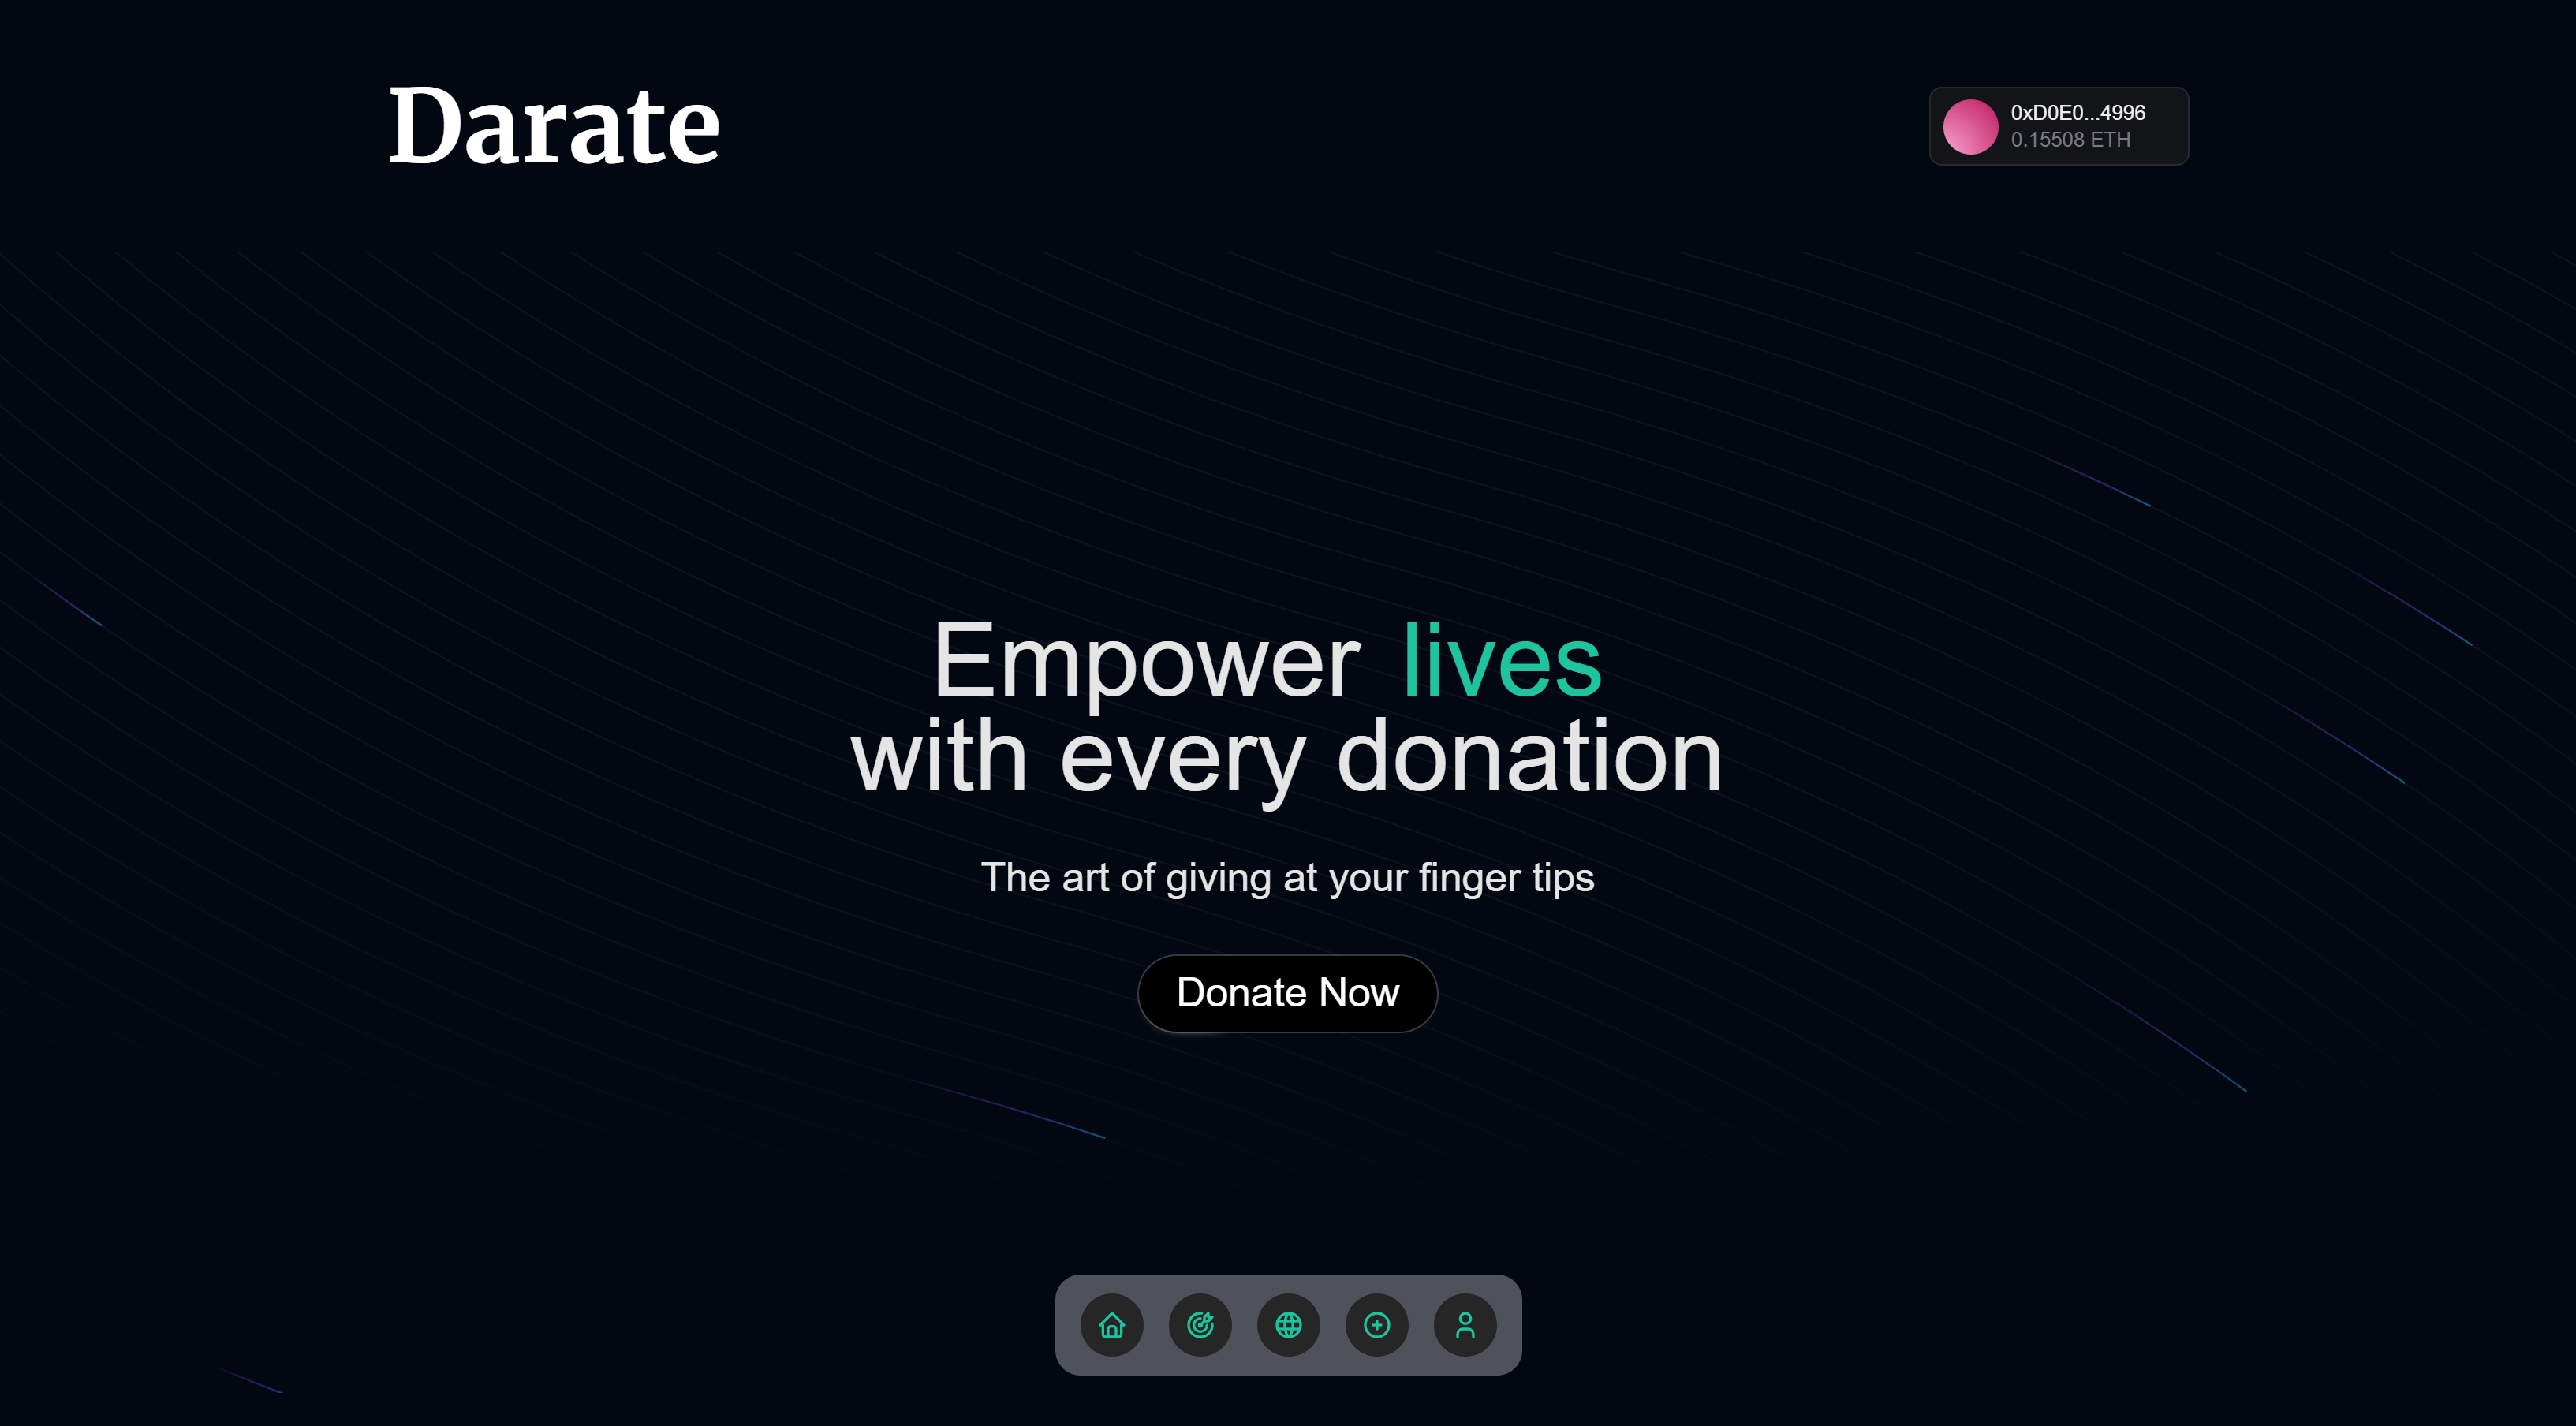 Darate
0xD0E0...4996
0.15508 ETH
Empower lives
with every donation
The art of giving at your finger tips
Donate Now